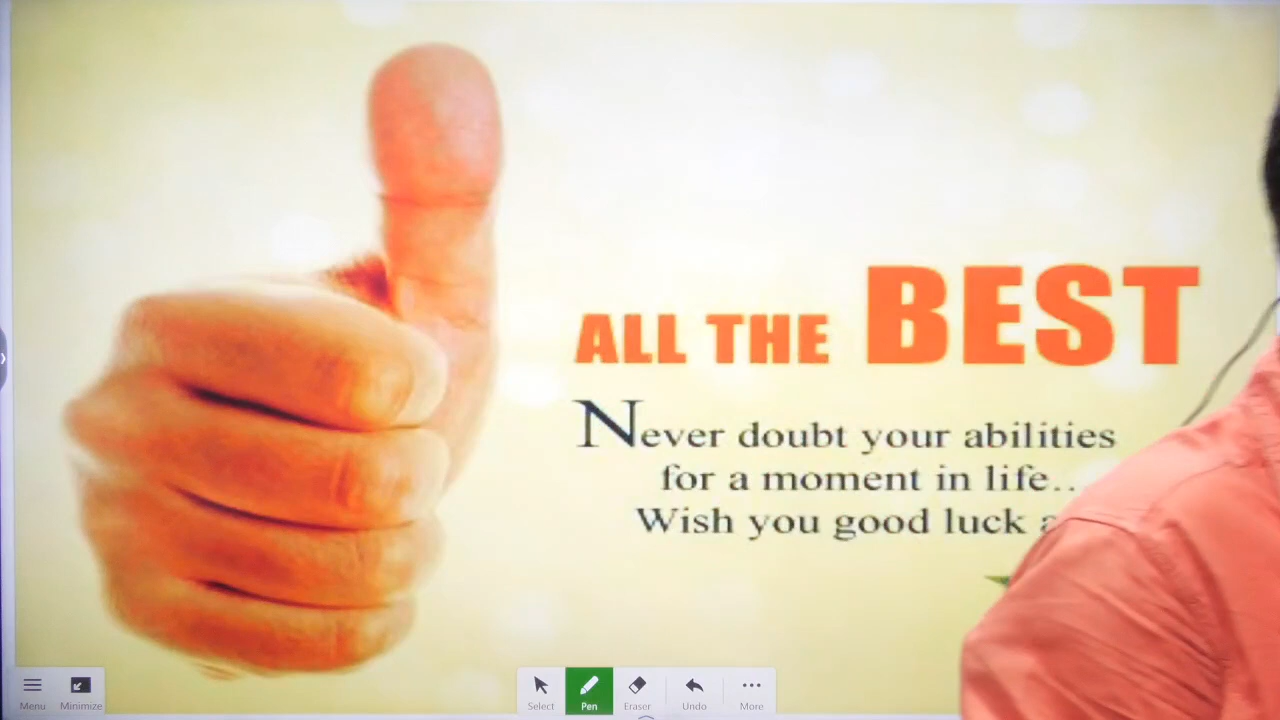 ALL THE BEST
Never doubt your abilities
for a moment in life..
Wish you good luck
Menu
Minimize
Select
Pen
Eraser
Undo
More